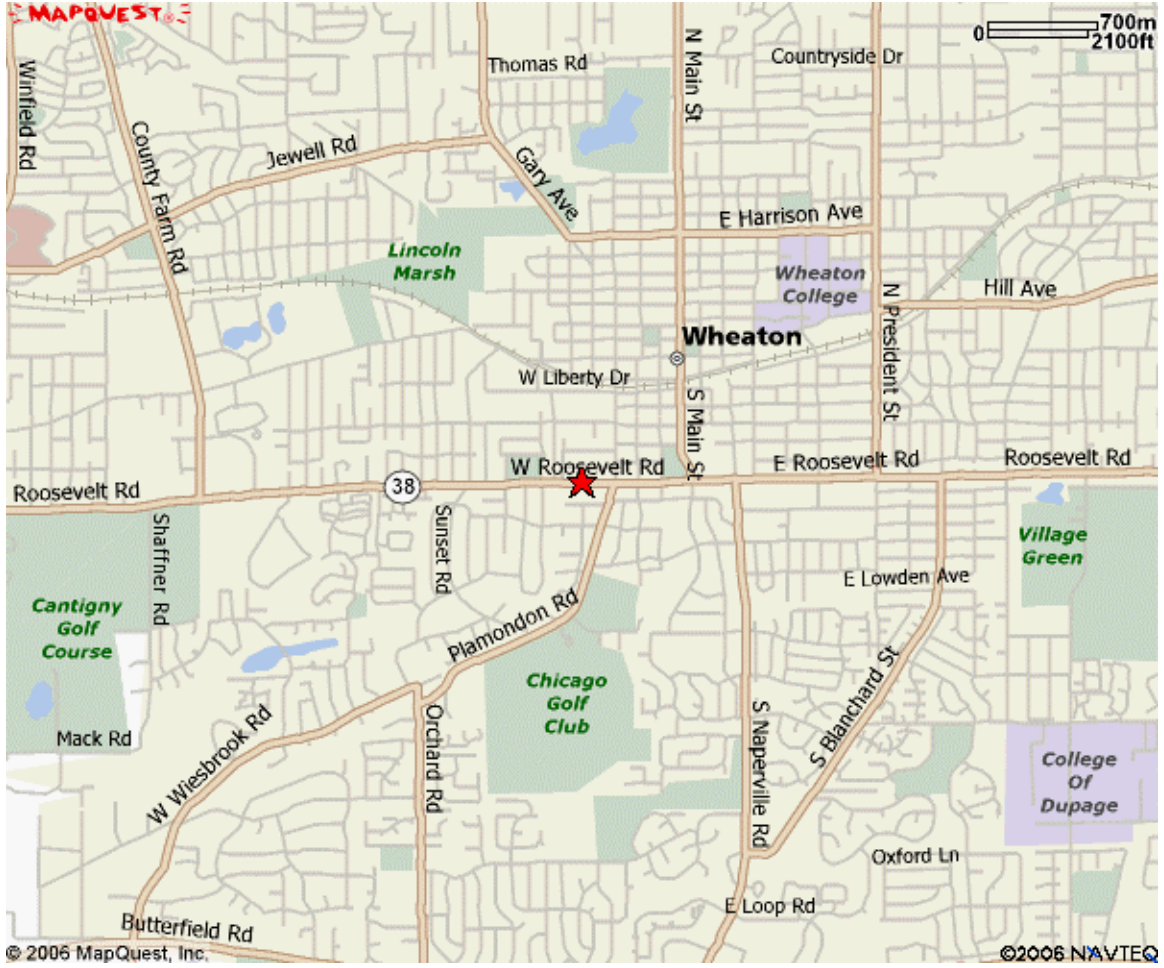 MAPQUEST
700m
0
2100ft
Winfield Rd
County Farm Rd
Jewell Rd
Thomas Rd
Gary Ave
N Main St
Countryside Dr
E Harrison Ave
Lincoln
Marsh
Wheaton
College
Hill Ave
N President St
Wheaton
W Liberty Dr
S Main St
W Roosevelt Rd
E Roosevelt Rd
Roosevelt Rd
Roosevelt Rd
38
Shaffner Rd
Sunset Rd
Village
Green
E Lowden Ave
Cantigny
Golf
Course
Plamondon Rd
Chicago
Golf
Club
Mack Rd
W Wiesbrook Rd
Orchard Rd
S Naperville Rd
S Blanchard St
College
Of
Dupage
Oxford Ln
E Loop Rd
Butterfield Rd
© 2006 MapQuest, Inc.
©2006 NAVTEQ